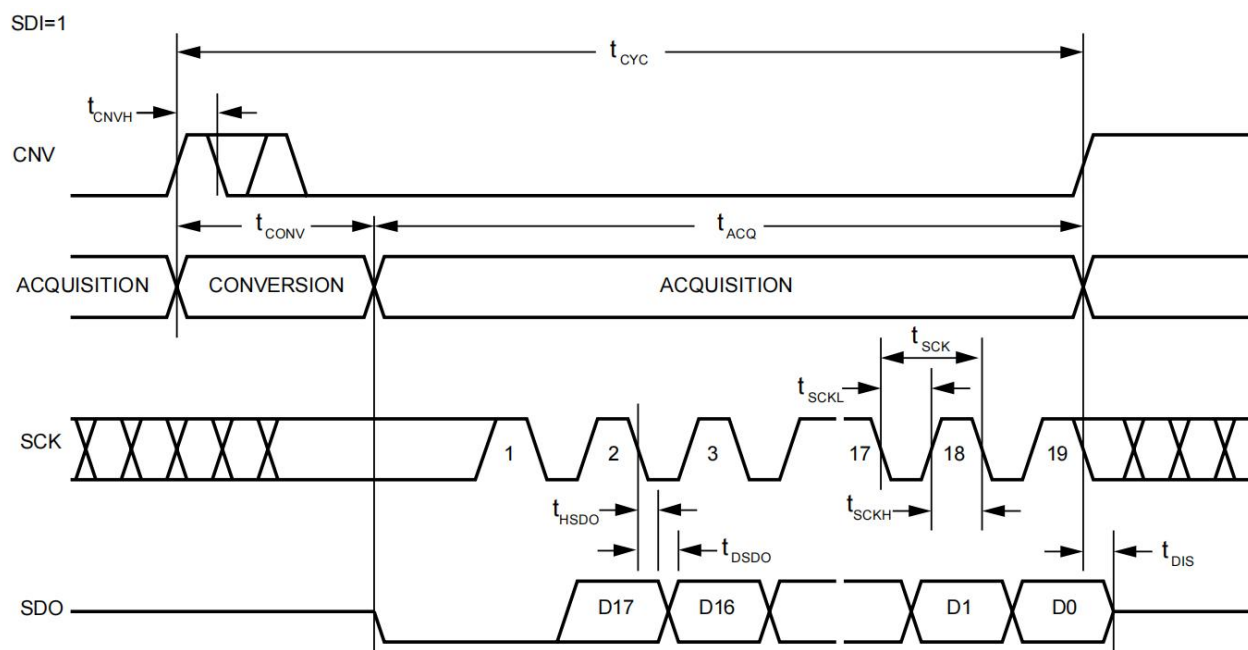 SDI=1
tCYC
tCNVH
CNV
tCONV
tACQ
ACQUISITION CONVERSION ACQUISITION
tSCK
tSCKL
SCK
1 2 3 17 18 19
tHSDO
tSCKH
tDSDO
tDIS
SDO
D17 D16 D1 D0